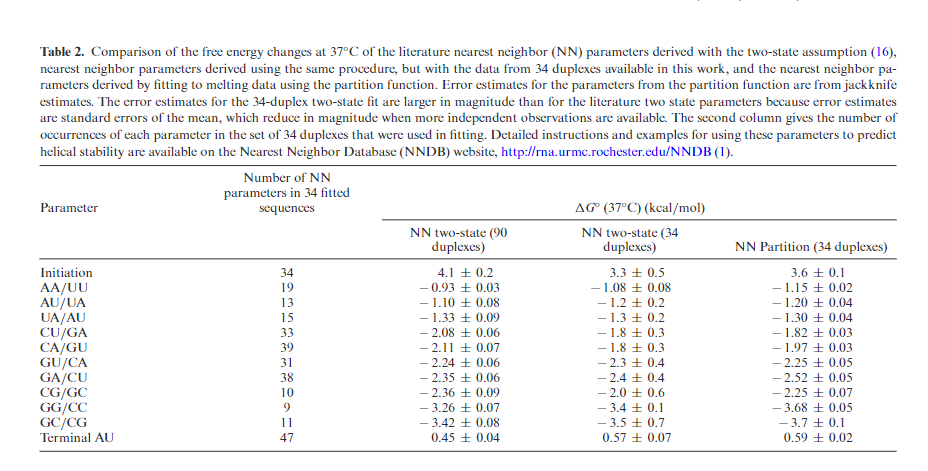 Table 2. Comparison of the free energy changes at 37°C of the literature nearest neighbor (NN) parameters derived with the two-state assumption (16),
nearest neighbor parameters derived using the same procedure, but with the data from 34 duplexes available in this work, and the nearest neighbor pa-
rameters derived by fitting to melting data using the partition function. Error estimates for the parameters from the partition function are from jackknife
estimates. The error estimates for the 34-duplex two-state fit are larger in magnitude than for the literature two state parameters because error estimates
are standard errors of the mean, which reduce in magnitude when more independent observations are available. The second column gives the number of
occurrences of each parameter in the set of 34 duplexes that were used in fitting. Detailed instructions and examples for using these parameters to predict
helical stability are available on the Nearest Neighbor Database (NNDB) website, http://rna.urmc.rochester.edu/NNDB (1).
Number of NN
parameters in 34 fitted
Parameter sequences ΔG° (37°C) (kcal/mol)
NN two-state (90 NN two-state (34
duplexes) duplexes) NN Partition (34 duplexes)
Initiation 34 4.1 ± 0.2 3.3 ± 0.5 3.6 ± 0.1
AA/UU 19 −0.93 ± 0.03 −1.08 ± 0.08 −1.15 ± 0.02
AU/UA 13 −1.10 ± 0.08 −1.2 ± 0.2 −1.20 ± 0.04
UA/AU 15 −1.33 ± 0.09 −1.3 ± 0.2 −1.30 ± 0.04
CU/GA 33 −2.08 ± 0.06 −1.8 ± 0.3 −1.82 ± 0.03
CA/GU 39 −2.11 ± 0.07 −1.8 ± 0.3 −1.97 ± 0.03
GU/CA 31 −2.24 ± 0.06 −2.3 ± 0.4 −2.25 ± 0.05
GA/CU 38 −2.35 ± 0.06 −2.4 ± 0.4 −2.52 ± 0.05
CG/GC 10 −2.36 ± 0.09 −2.0 ± 0.6 −2.25 ± 0.07
GG/CC 9 −3.26 ± 0.07 −3.4 ± 0.1 −3.68 ± 0.05
GC/CG 11 −3.42 ± 0.08 −3.5 ± 0.7 −3.7 ± 0.1
Terminal AU 47 0.45 ± 0.04 0.57 ± 0.07 0.59 ± 0.02